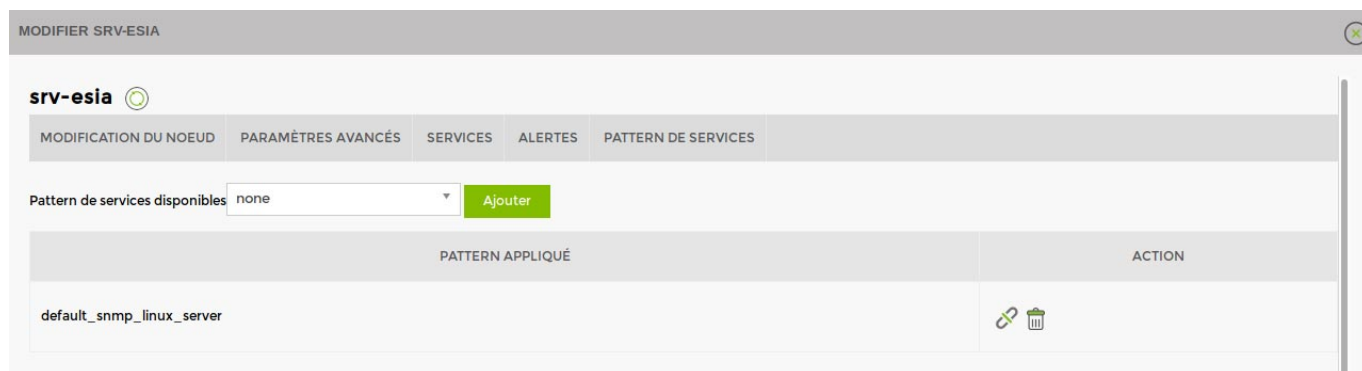 MODIFIER SRV-ESIA
srv-esia
MODIFICATION DU NOEUD PARAMÈTRES AVANCÉS SERVICES ALERTES PATTERN DE SERVICES
Pattern de services disponibles none Ajouter
PATTERN APPLIQUÉ ACTION
default_snmp_linux_server